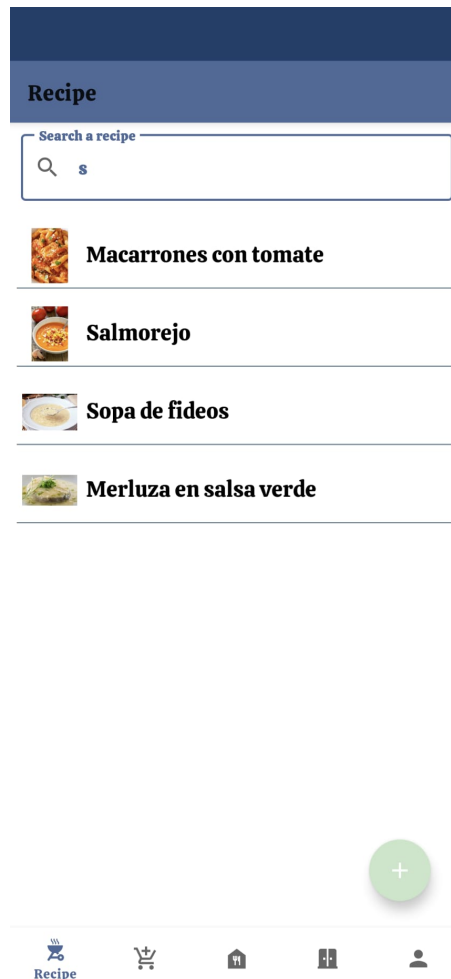 Recipe
Search a recipe
s
Macarrones con tomate
Salmorejo
Sopa de fideos
Merluza en salsa verde
Recipe